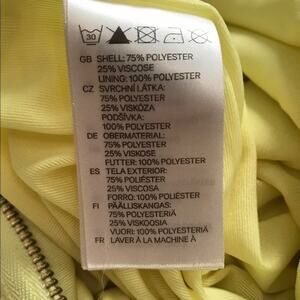 30
GB SHELL: 75% POLYESTER
25% VISCOSE
LINING: 100% POLYESTER
CZ SVRCHNÍ LÁTKA:
75% POLYESTER
25% VISKÓZA
PODŠÍVKA:
100% POLYESTER
DE OBERMATERIAL:
75% POLYESTER
25% VISKOSE
FUTTER: 100% POLYESTER
ES TELA EXTERIOR:
75% POLIÉSTER
25% VISCOSA
FORRO: 100% POLIÉSTER
FI PÄÄLLISKANGAS:
75% POLYESTERIÄ
25% VISKOOSIA
VUORI: 100% POLYESTERIÄ
FR LAVER À LA MACHINE À